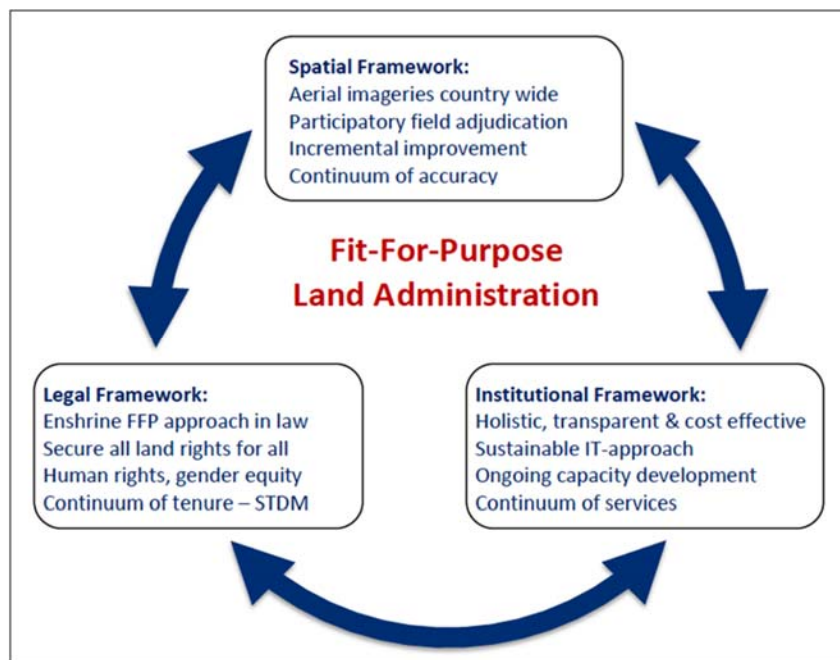 Spatial Framework:
Aerial imageries country wide
Participatory field adjudication
Incremental improvement
Continuum of accuracy
Fit-For-Purpose
Land Administration
Legal Framework:
Enshrine FFP approach in law
Secure all land rights for all
Human rights, gender equity
Continuum of tenure – STDM
Institutional Framework:
Holistic, transparent & cost effective
Sustainable IT-approach
Ongoing capacity development
Continuum of services